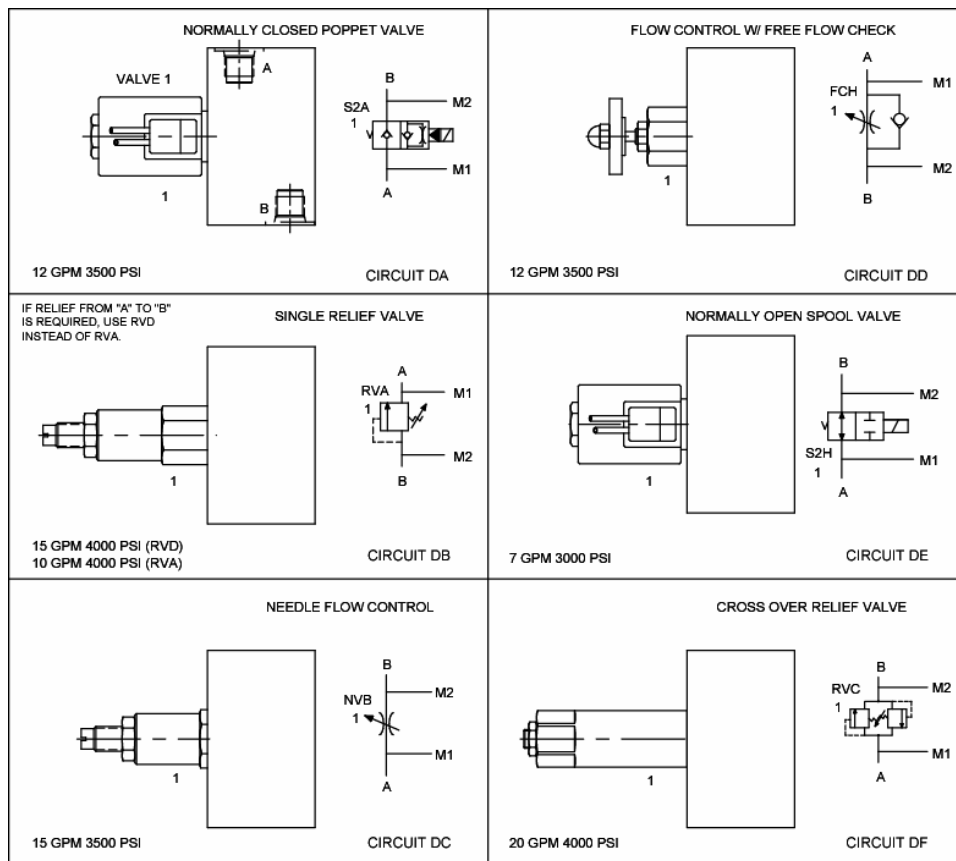 NORMALLY CLOSED POPPET VALVE
VALVE 1
A
B
1
B
M2
S2A
1
M1
A
12 GPM 3500 PSI
CIRCUIT DA
FLOW CONTROL W/ FREE FLOW CHECK
1
A
M1
FCH
1
M2
B
12 GPM 3500 PSI
CIRCUIT DD
IF RELIEF FROM "A" TO "B"
IS REQUIRED, USE RVD
INSTEAD OF RVA.
SINGLE RELIEF VALVE
1
A
M1
RVA
1
M2
B
15 GPM 4000 PSI (RVD)
10 GPM 4000 PSI (RVA)
CIRCUIT DB
NORMALLY OPEN SPOOL VALVE
1
B
M2
S2H
1
M1
A
7 GPM 3000 PSI
CIRCUIT DE
NEEDLE FLOW CONTROL
1
B
M2
NVB
1
M1
A
15 GPM 3500 PSI
CIRCUIT DC
CROSS OVER RELIEF VALVE
1
B
M2
RVC
1
M1
A
20 GPM 4000 PSI
CIRCUIT DF